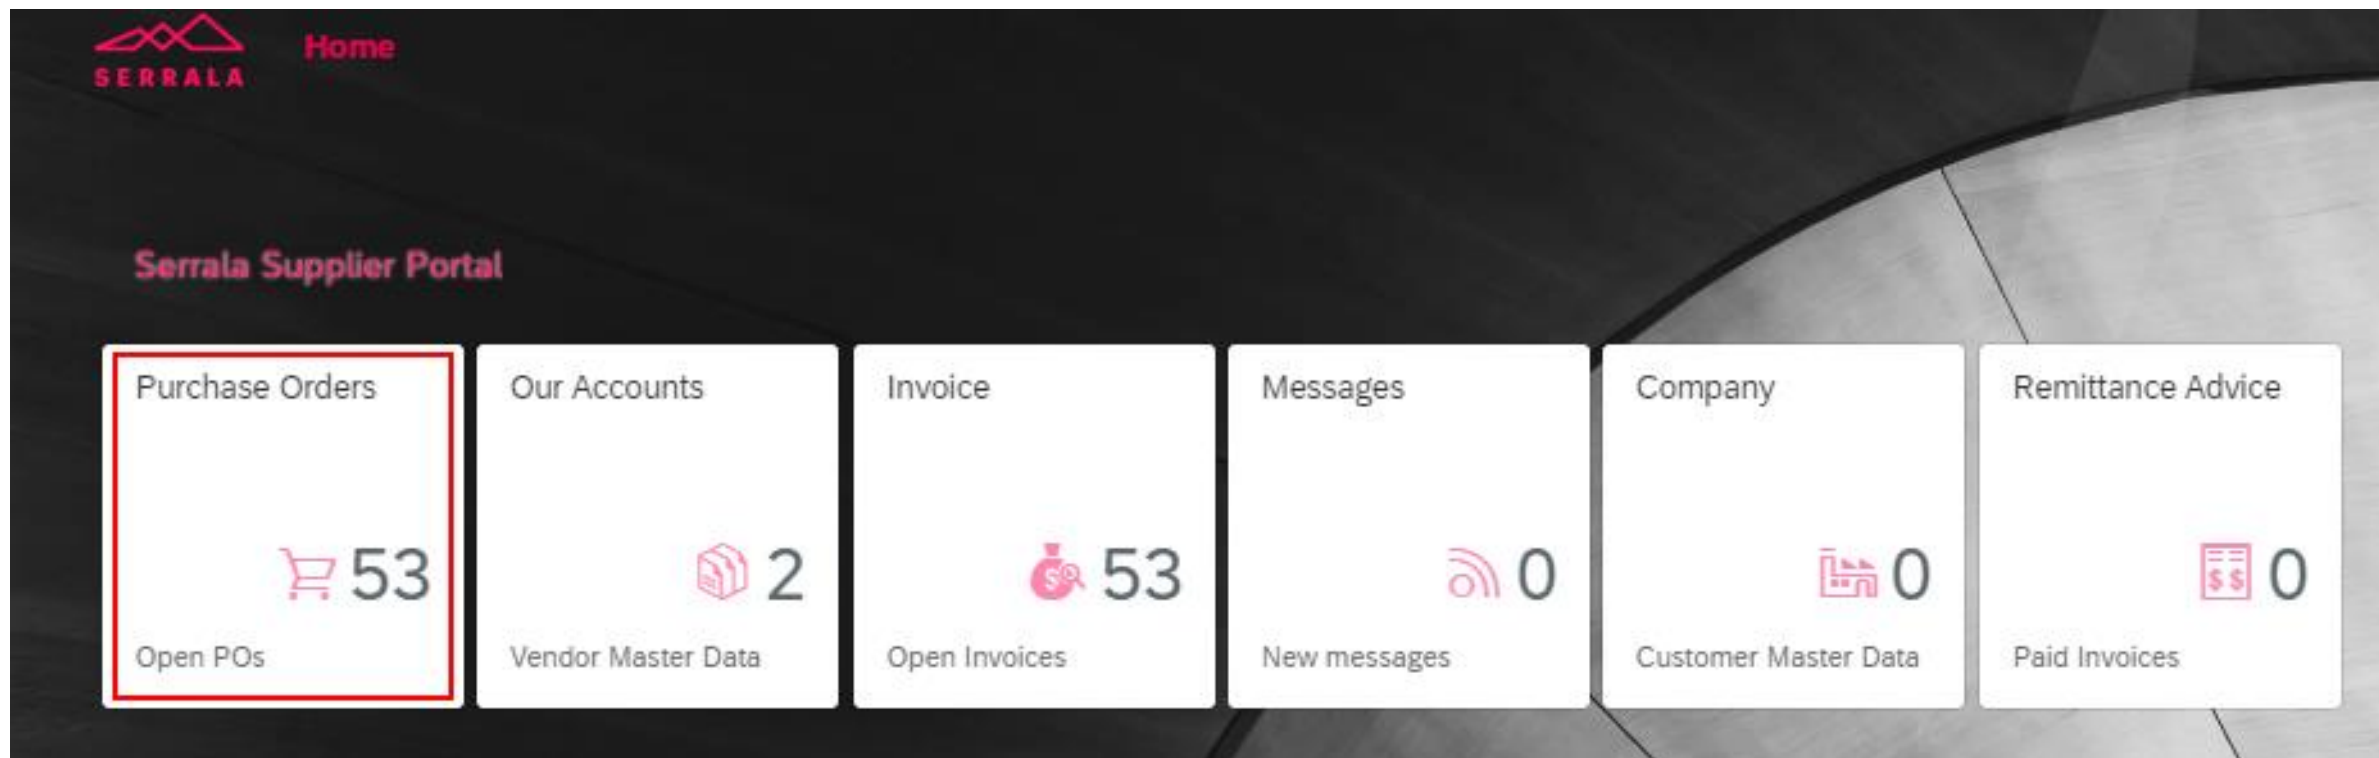 SERRALA
Home
Serrala Supplier Portal
Purchase Orders
53
Open POs
Our Accounts
2
Vendor Master Data
Invoice
$
53
Open Invoices
Messages
0
New messages
Company
0
Customer Master Data
Remittance Advice
$ $
0
Paid Invoices